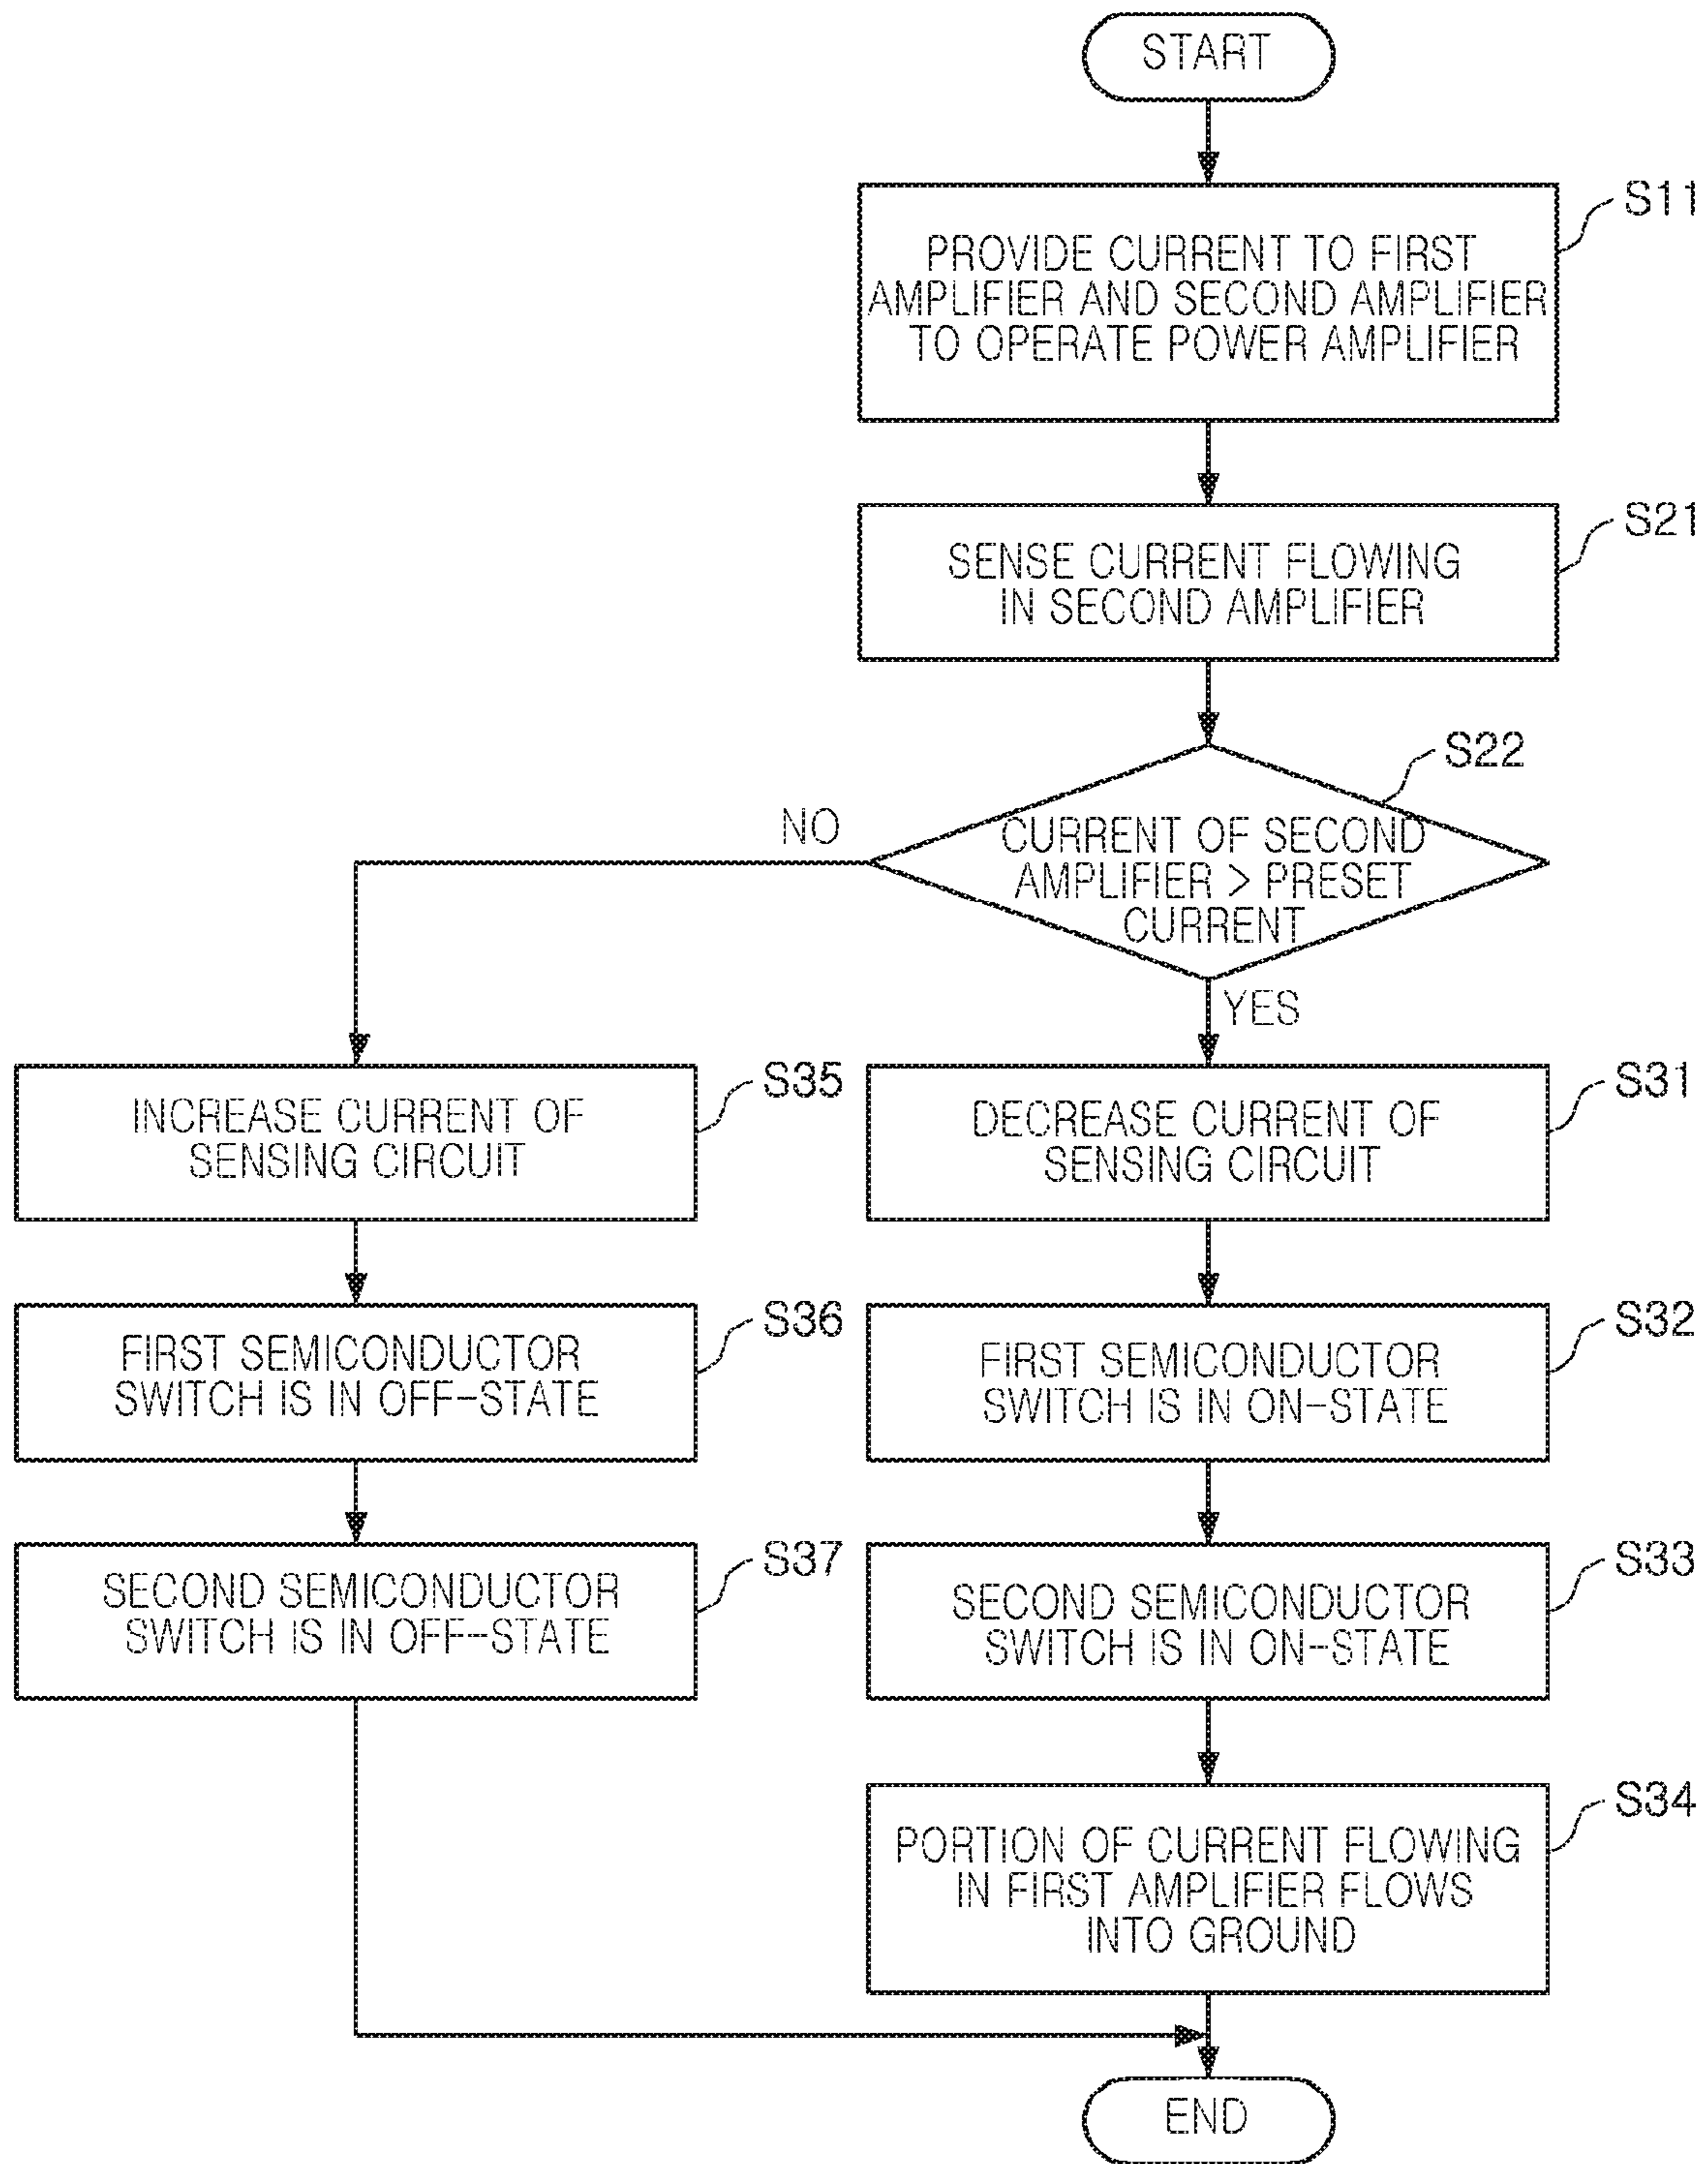 START
S11
PROVIDE CURRENT TO FIRST
AMPLIFIER AND SECOND AMPLIFIER
TO OPERATE POWER AMPLIFIER
S21
SENSE CURRENT FLOWING
IN SECOND AMPLIFIER
S22
CURRENT OF SECOND
AMPLIFIER > PRESET
CURRENT
NO
YES
S35
INCREASE CURRENT OF
SENSING CIRCUIT
S31
DECREASE CURRENT OF
SENSING CIRCUIT
S36
FIRST SEMICONDUCTOR
SWITCH IS IN OFF-STATE
S32
FIRST SEMICONDUCTOR
SWITCH IS IN ON-STATE
S37
SECOND SEMICONDUCTOR
SWITCH IS IN OFF-STATE
S33
SECOND SEMICONDUCTOR
SWITCH IS IN ON-STATE
S34
PORTION OF CURRENT FLOWING
IN FIRST AMPLIFIER FLOWS
INTO GROUND
END